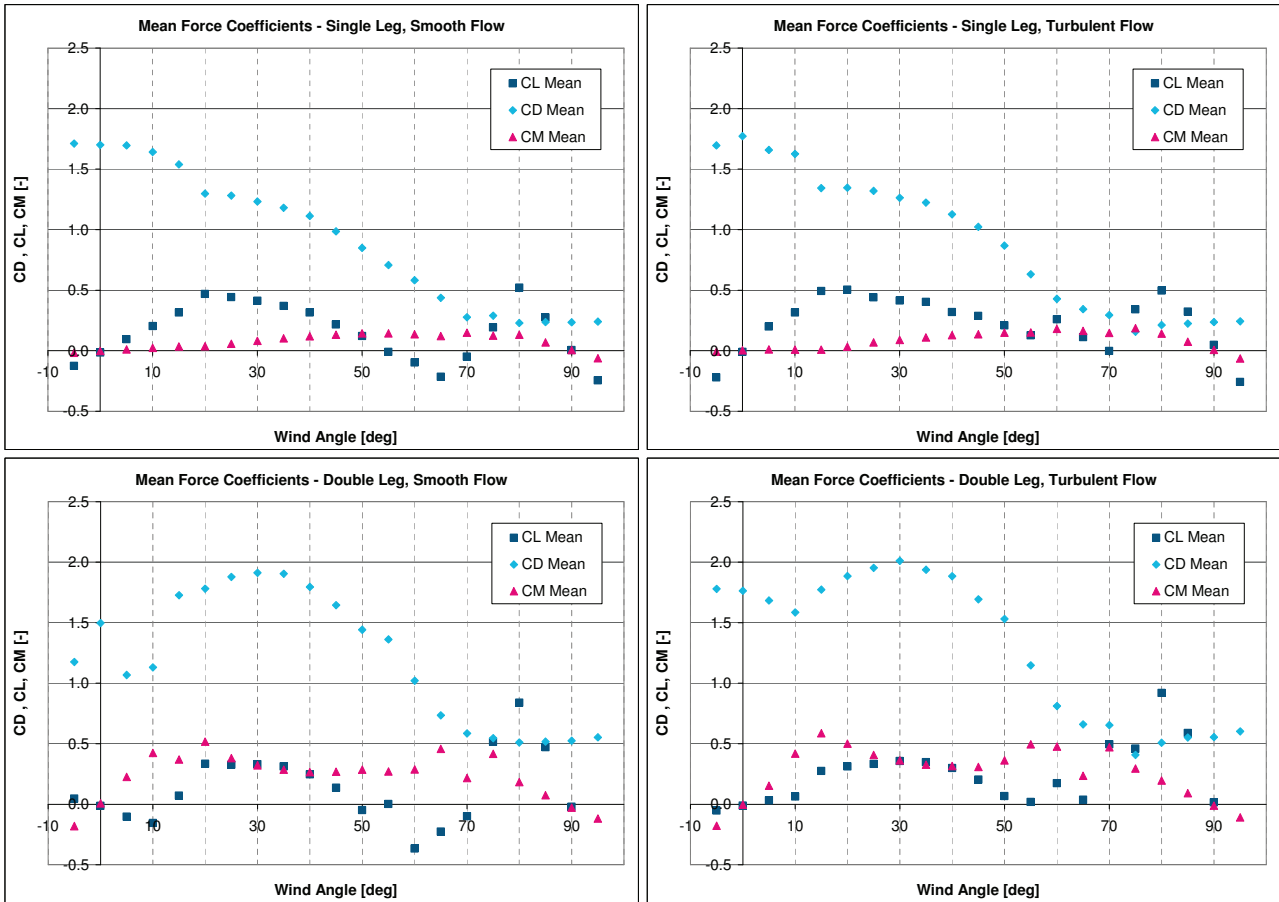 Mean Force Coefficients - Single Leg, Smooth Flow
2.5
2.0
1.5
1.0
0.5
0.0
-0.5
-10 10 30 50 70 90
CD , CL, CM [-]
Wind Angle [deg]
CL Mean
CD Mean
CM Mean
Mean Force Coefficients - Single Leg, Turbulent Flow
2.5
2.0
1.5
1.0
0.5
0.0
-0.5
-10 10 30 50 70 90
CD , CL, CM [-]
Wind Angle [deg]
CL Mean
CD Mean
CM Mean
Mean Force Coefficients - Double Leg, Smooth Flow
2.5
2.0
1.5
1.0
0.5
0.0
-0.5
-10 10 30 50 70 90
CD , CL, CM [-]
Wind Angle [deg]
CL Mean
CD Mean
CM Mean
Mean Force Coefficients - Double Leg, Turbulent Flow
2.5
2.0
1.5
1.0
0.5
0.0
-0.5
-10 10 30 50 70 90
CD , CL, CM [-]
Wind Angle [deg]
CL Mean
CD Mean
CM Mean